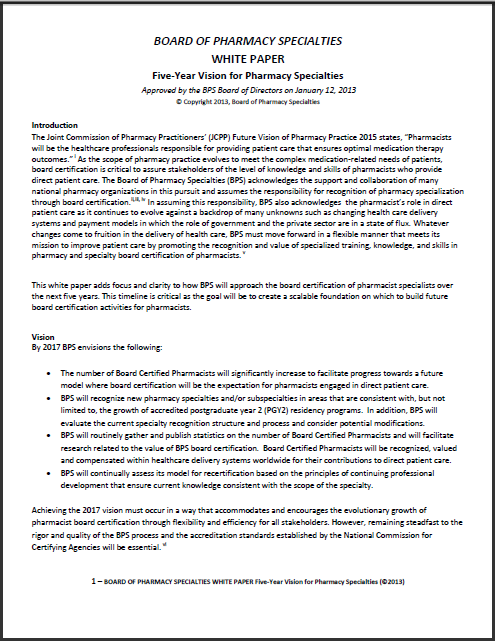 BOARD OF PHARMACY SPECIALTIES
WHITE PAPER
Five-Year Vision for Pharmacy Specialties
Approved by the BPS Board of Directors on January 12, 2013
© Copyright 2013, Board of Pharmacy Specialties
Introduction
The Joint Commission of Pharmacy Practitioners’ (JCPP) Future Vision of Pharmacy Practice 2015 states, “Pharmacists
will be the healthcare professionals responsible for providing patient care that ensures optimal medication therapy
outcomes.” i As the scope of pharmacy practice evolves to meet the complex medication-related needs of patients,
board certification is critical to assure stakeholders of the level of knowledge and skills of pharmacists who provide
direct patient care. The Board of Pharmacy Specialties (BPS) acknowledges the support and collaboration of many
national pharmacy organizations in this pursuit and assumes the responsibility for recognition of pharmacy specialization
through board certification.ii,iii, iv In assuming this responsibility, BPS also acknowledges the pharmacist’s role in direct
patient care as it continues to evolve against a backdrop of many unknowns such as changing health care delivery
systems and payment models in which the role of government and the private sector are in a state of flux. Whatever
changes come to fruition in the delivery of health care, BPS must move forward in a flexible manner that meets its
mission to improve patient care by promoting the recognition and value of specialized training, knowledge, and skills in
pharmacy and specialty board certification of pharmacists. v
This white paper adds focus and clarity to how BPS will approach the board certification of pharmacist specialists over
the next five years. This timeline is critical as the goal will be to create a scalable foundation on which to build future
board certification activities for pharmacists.
Vision
By 2017 BPS envisions the following:
• The number of Board Certified Pharmacists will significantly increase to facilitate progress towards a future
model where board certification will be the expectation for pharmacists engaged in direct patient care.
• BPS will recognize new pharmacy specialties and/or subspecialties in areas that are consistent with, but not
limited to, the growth of accredited postgraduate year 2 (PGY2) residency programs. In addition, BPS will
evaluate the current specialty recognition structure and process and consider potential modifications.
• BPS will routinely gather and publish statistics on the number of Board Certified Pharmacists and will facilitate
research related to the value of BPS board certification. Board Certified Pharmacists will be recognized, valued
and compensated within healthcare delivery systems worldwide for their contributions to direct patient care.
• BPS will continually assess its model for recertification based on the principles of continuing professional
development that ensure current knowledge consistent with the scope of the specialty.
Achieving the 2017 vision must occur in a way that accommodates and encourages the evolutionary growth of
pharmacist board certification through flexibility and efficiency for all stakeholders. However, remaining steadfast to the
rigor and quality of the BPS process and the accreditation standards established by the National Commission for
Certifying Agencies will be essential. vi
1 – BOARD OF PHARMACY SPECIALTIES WHITE PAPER Five-Year Vision for Pharmacy Specialties (©2013)